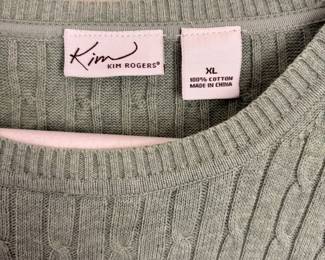 Kim
KIM ROGERS®
XL
100% COTTON
MADE IN CHINA